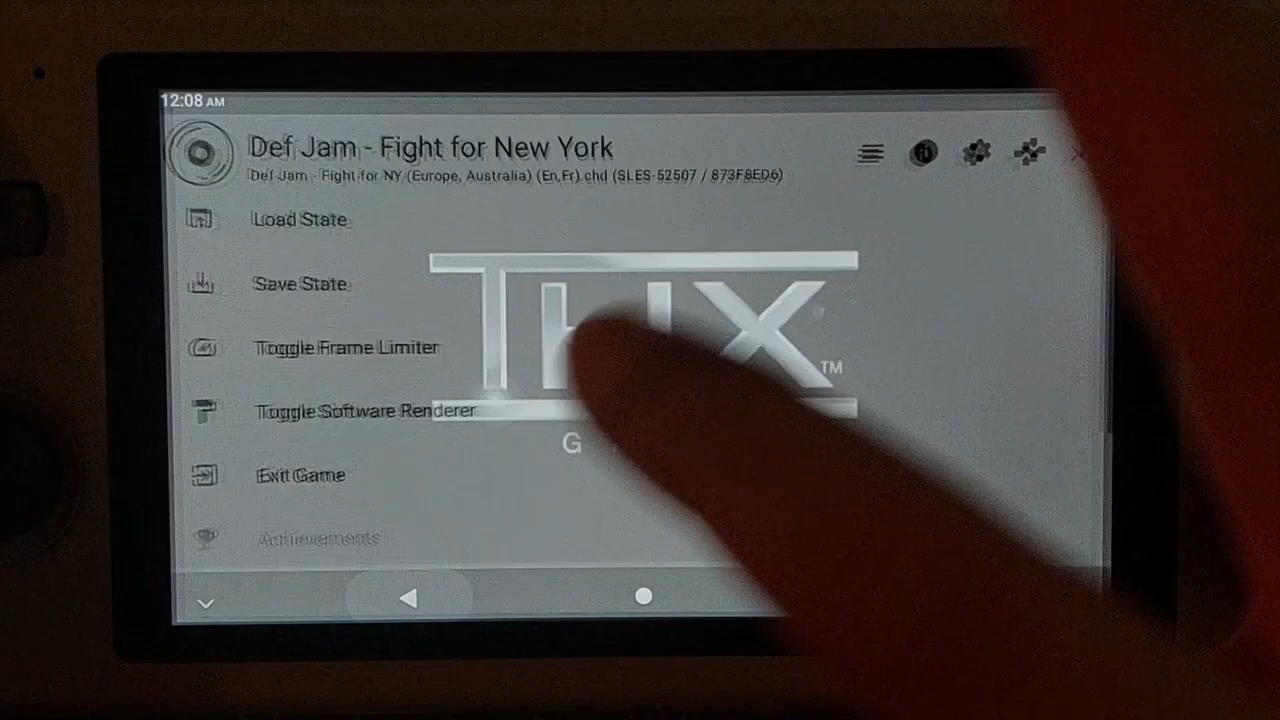 12:08 AM
Def Jam - Fight for New York
Def Jam - Fight for NY (Europe, Australia) (En,Fr).chd (SLES-52507 / 873F8ED6)
Load State
Save State
THX
Toggle Frame Limiter
TM
Toggle Software Renderer
G
Exit Game
Achievements